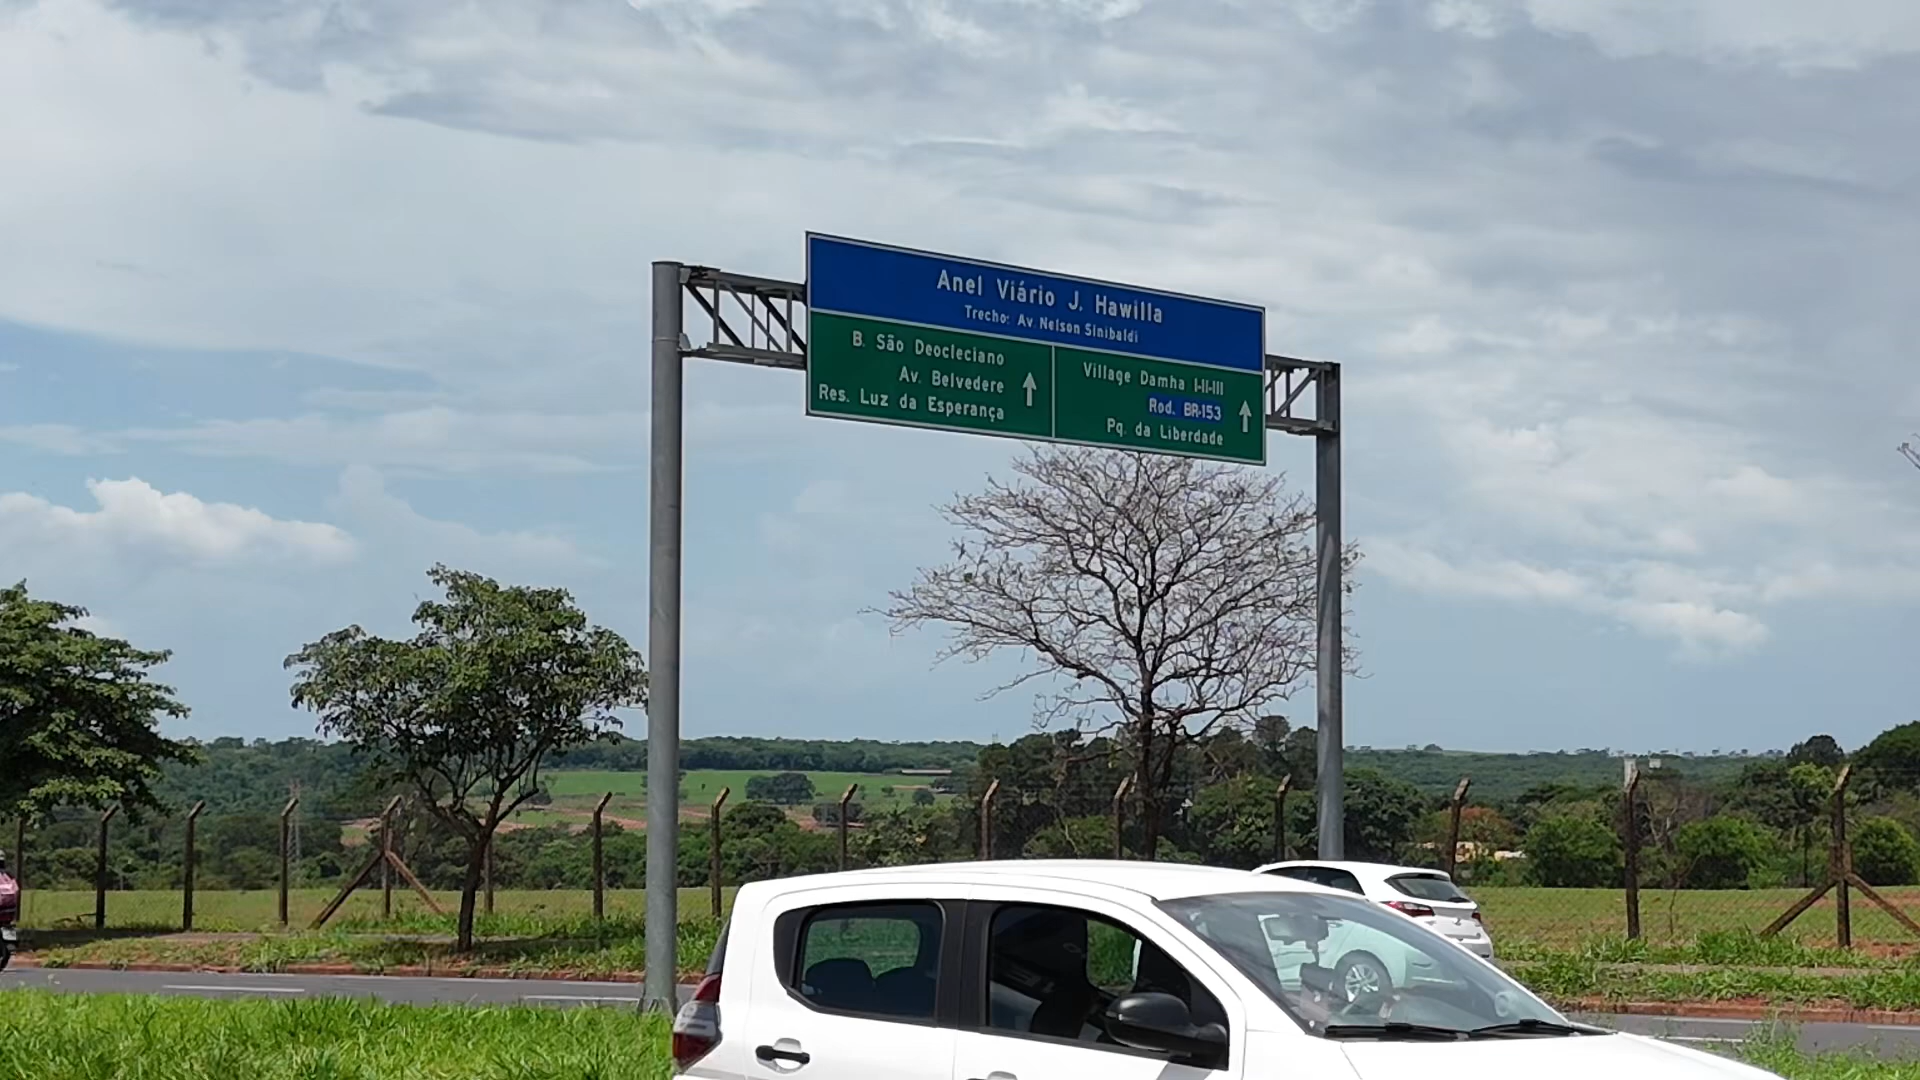 Anel Viário J. Hawilla
Trecho: Av. Nelson Sinibaldi
B. São Deocleciano
Av. Belvedere
Res. Luz da Esperança
Village Damha I-II-III
Rod. BR-153
Pq. da Liberdade